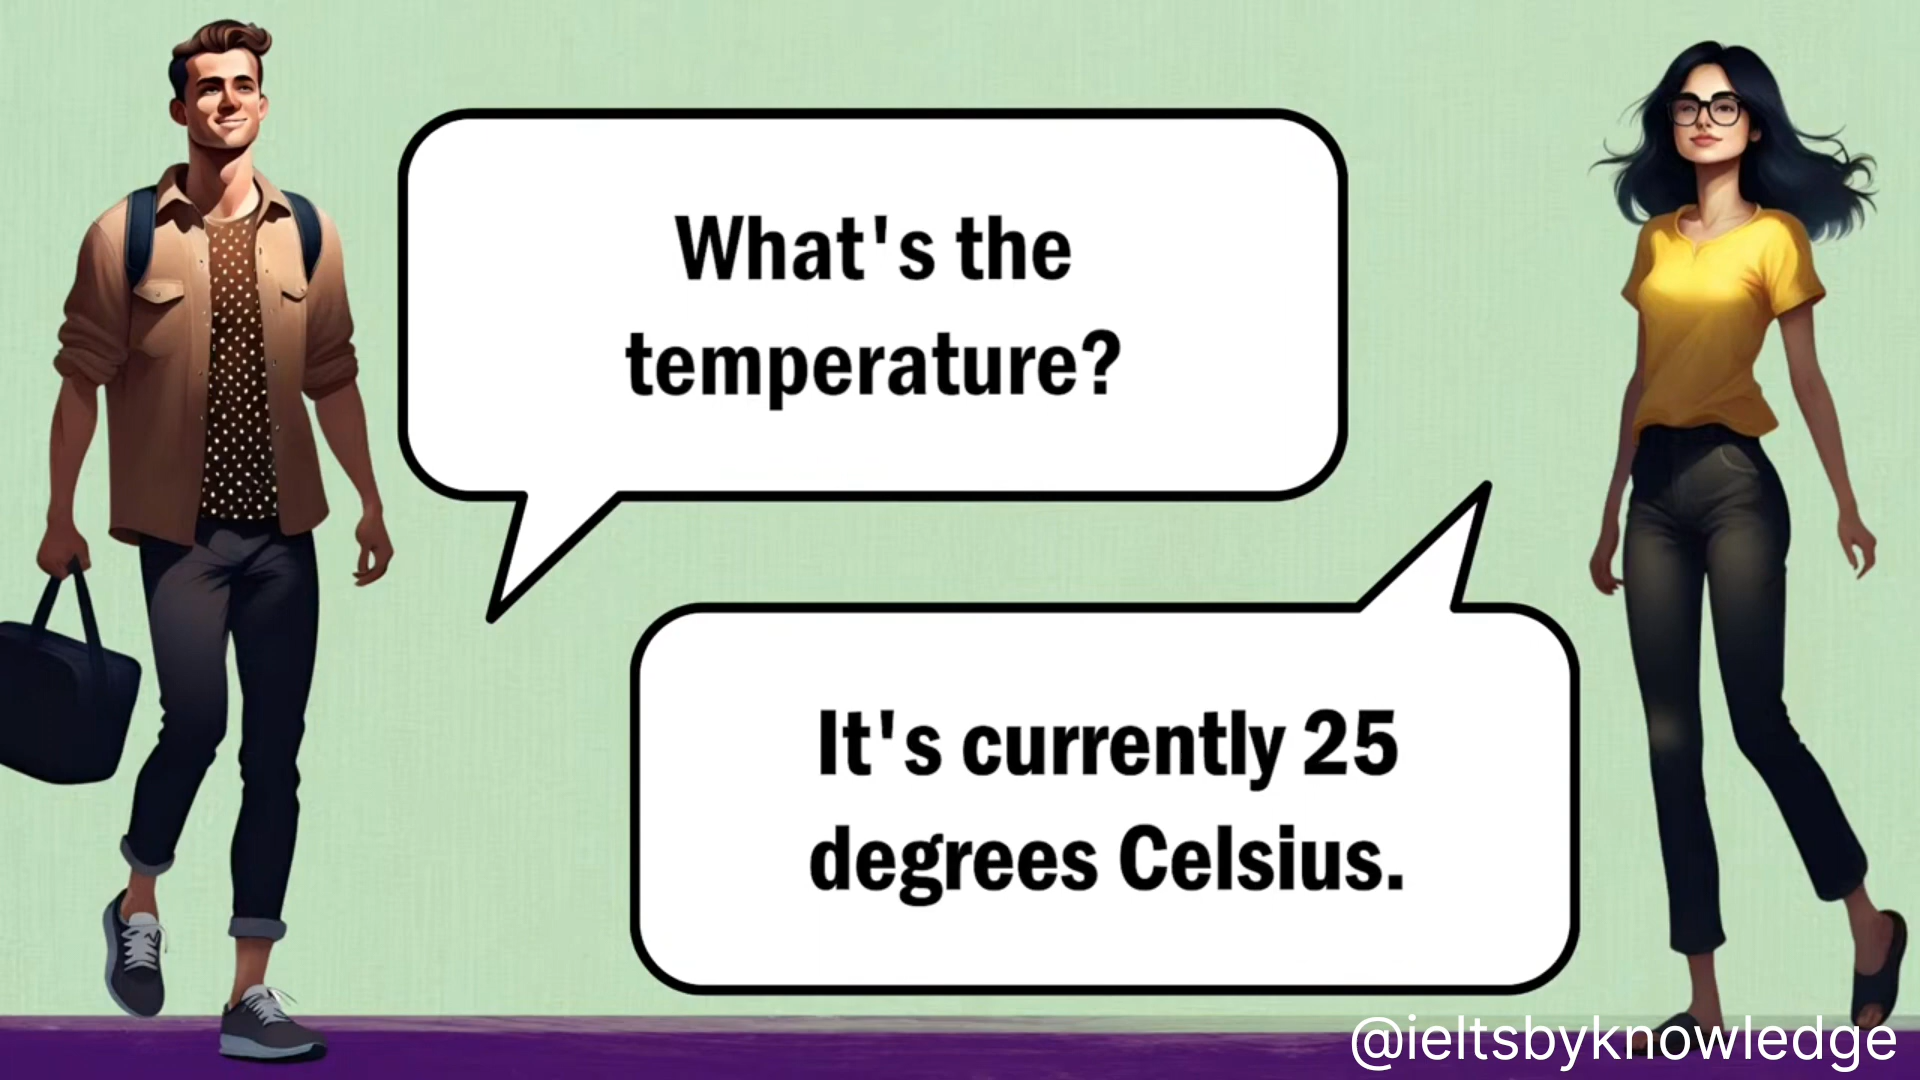 What's the
temperature?
It's currently 25
degrees Celsius.
@ieltsbyknowledge